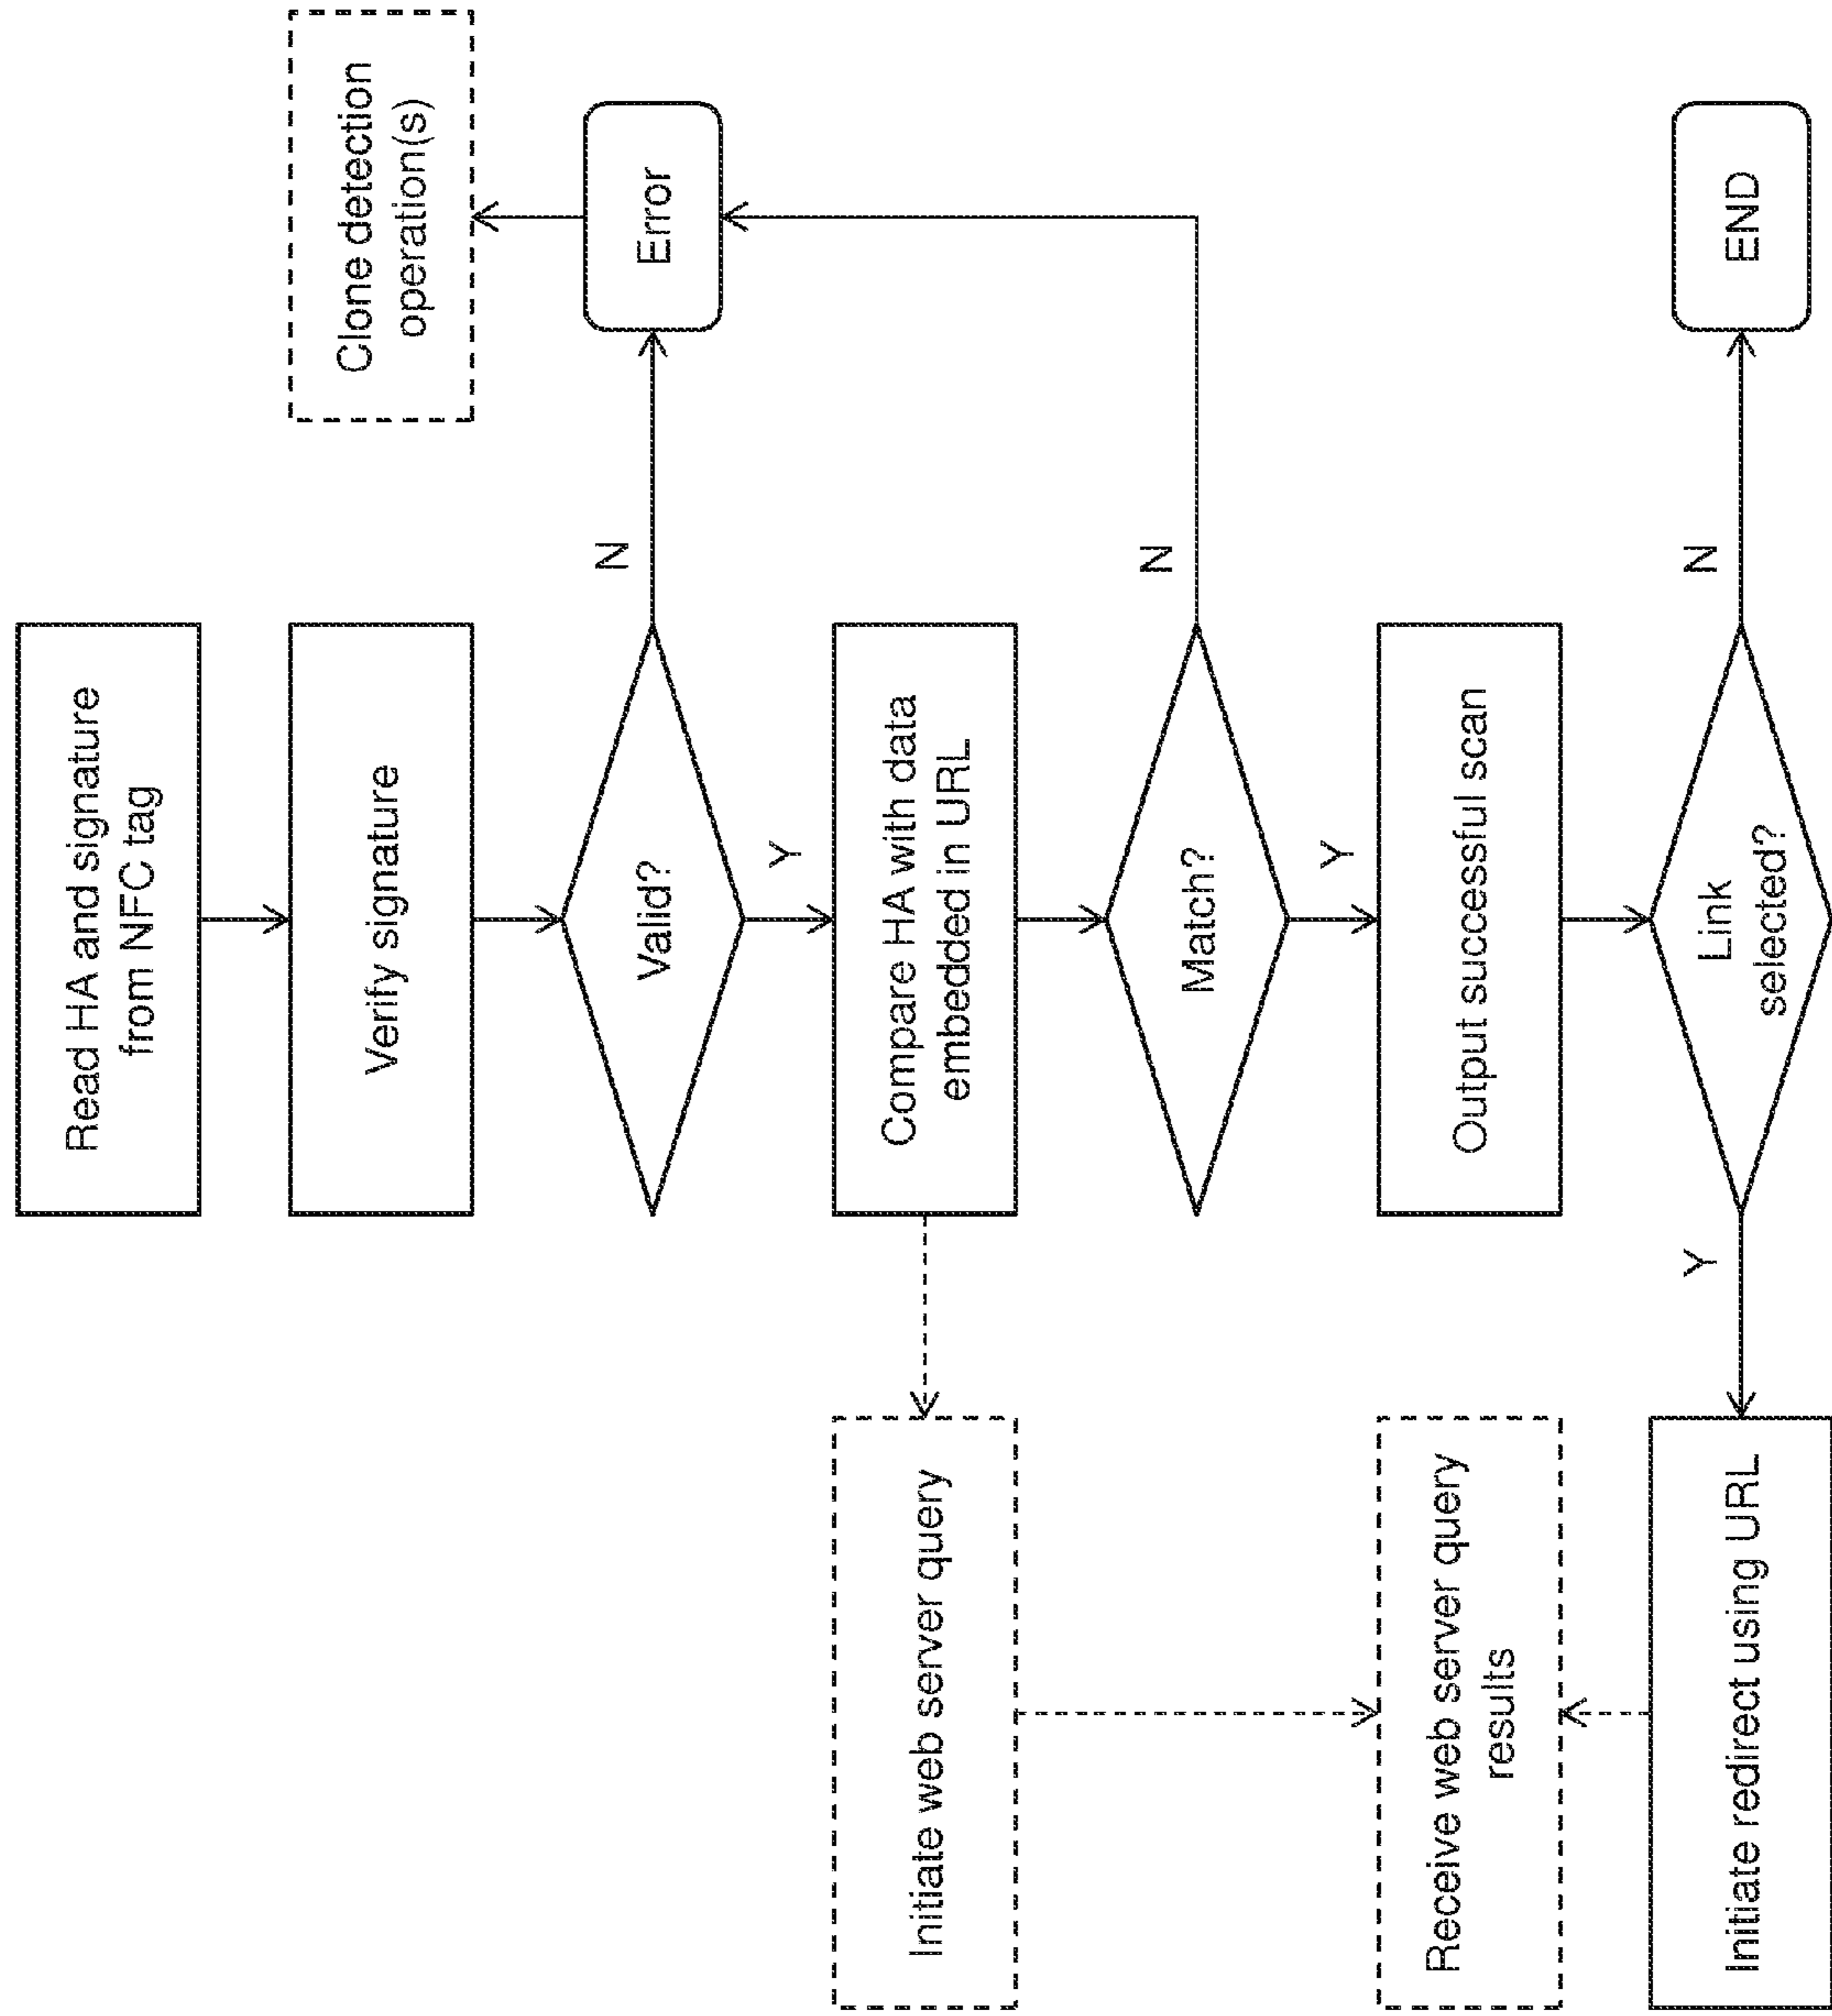 Read HA and signature
from NFC tag
Verify signature
Clone detection
operation(s)
Valid?
N
Error
Y
Compare HA with data
embedded in URL
Initiate web server query
Match?
N
Y
Output successful scan
Receive web server query
results
Link
selected?
Y
N
Initiate redirect using URL
END